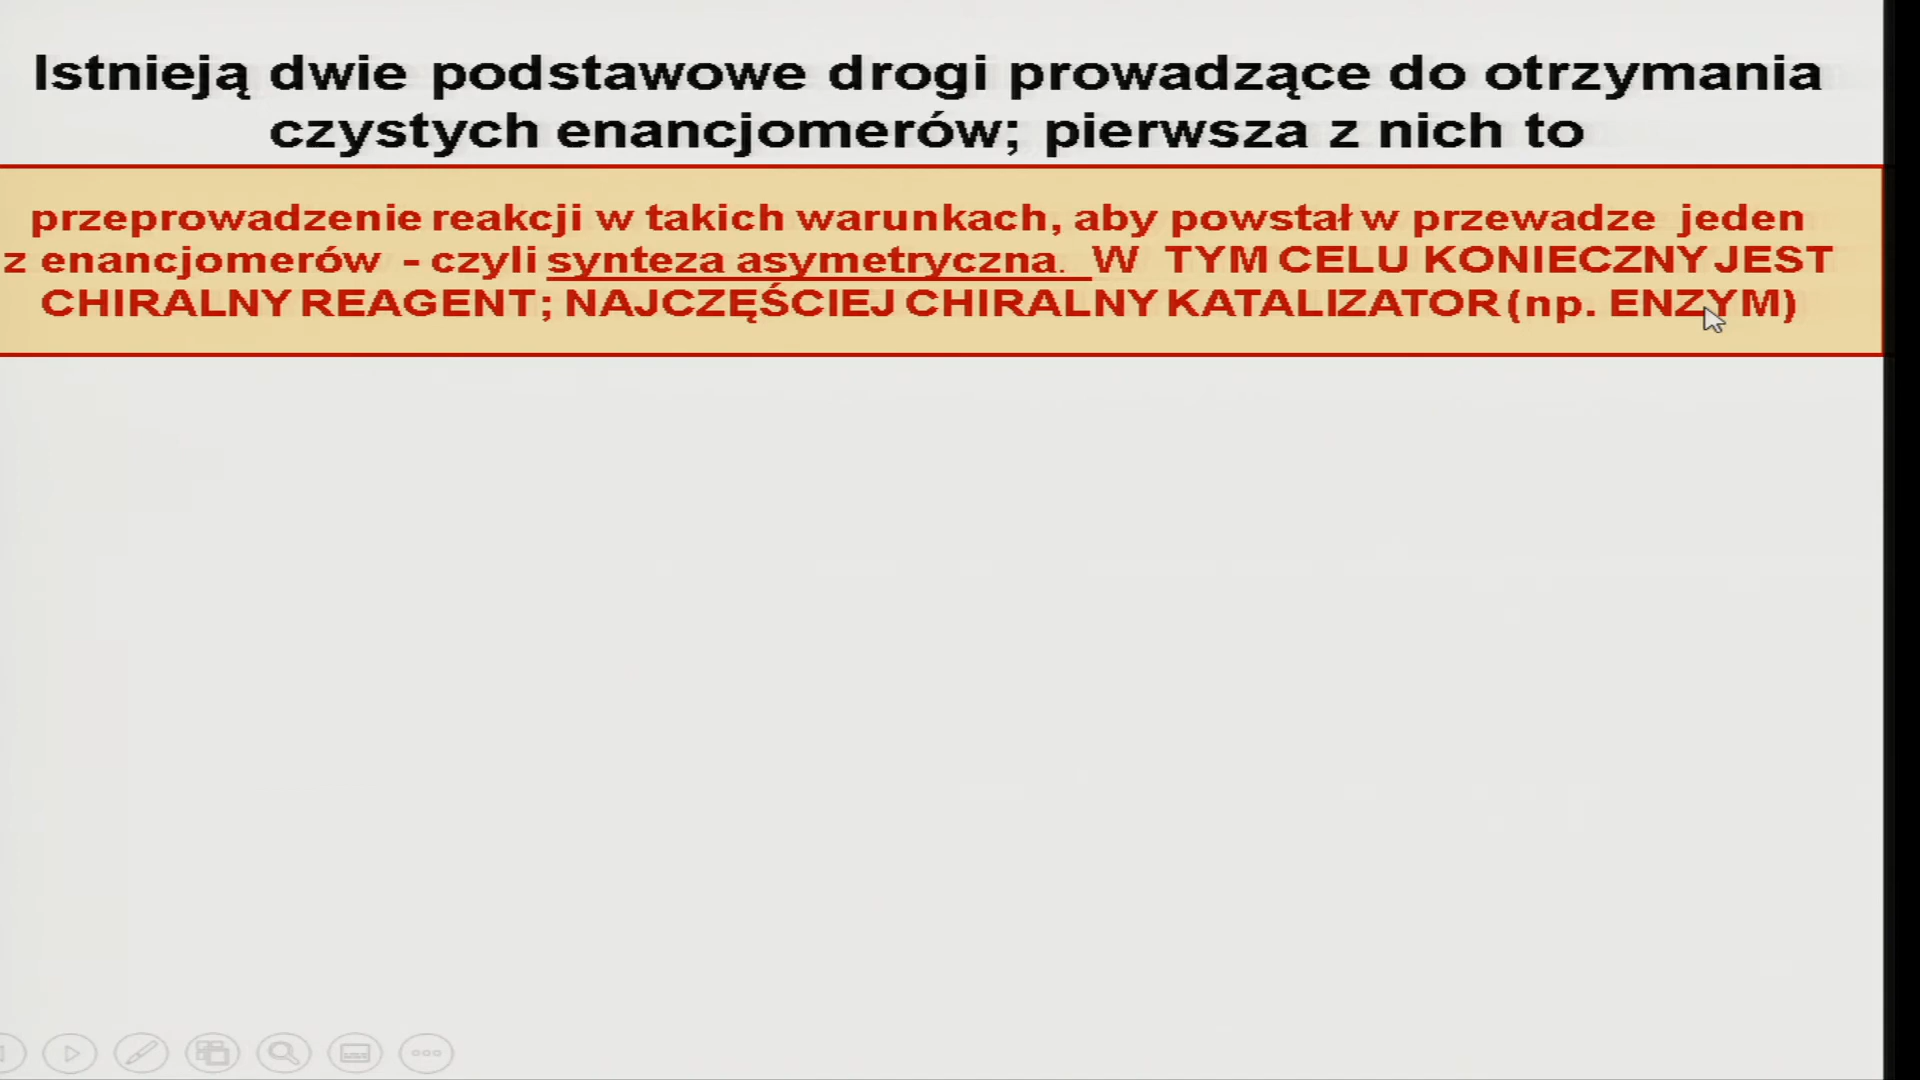 Istnieją dwie podstawowe drogi prowadzące do otrzymania
czystych enancjomerów; pierwsza z nich to
przeprowadzenie reakcji w takich warunkach, aby powstał w przewadze jeden
z enancjomerów - czyli synteza asymetryczna. W TYM CELU KONIECZNY JEST
CHIRALNY REAGENT; NAJCZĘŚCIEJ CHIRALNY KATALIZATOR (np. ENZYM)